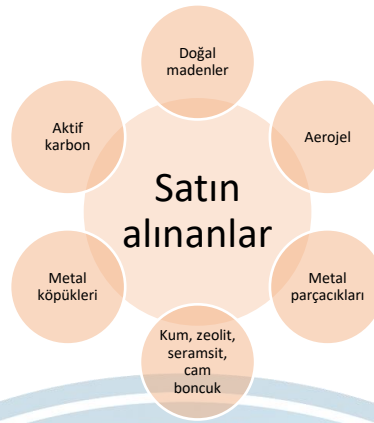 Doğal
madenler
Aktif
karbon
Aerojel
Satın
alınanlar
Metal
köpükleri
Metal
parçacıkları
Kum, zeolit,
seramsit,
cam
boncuk